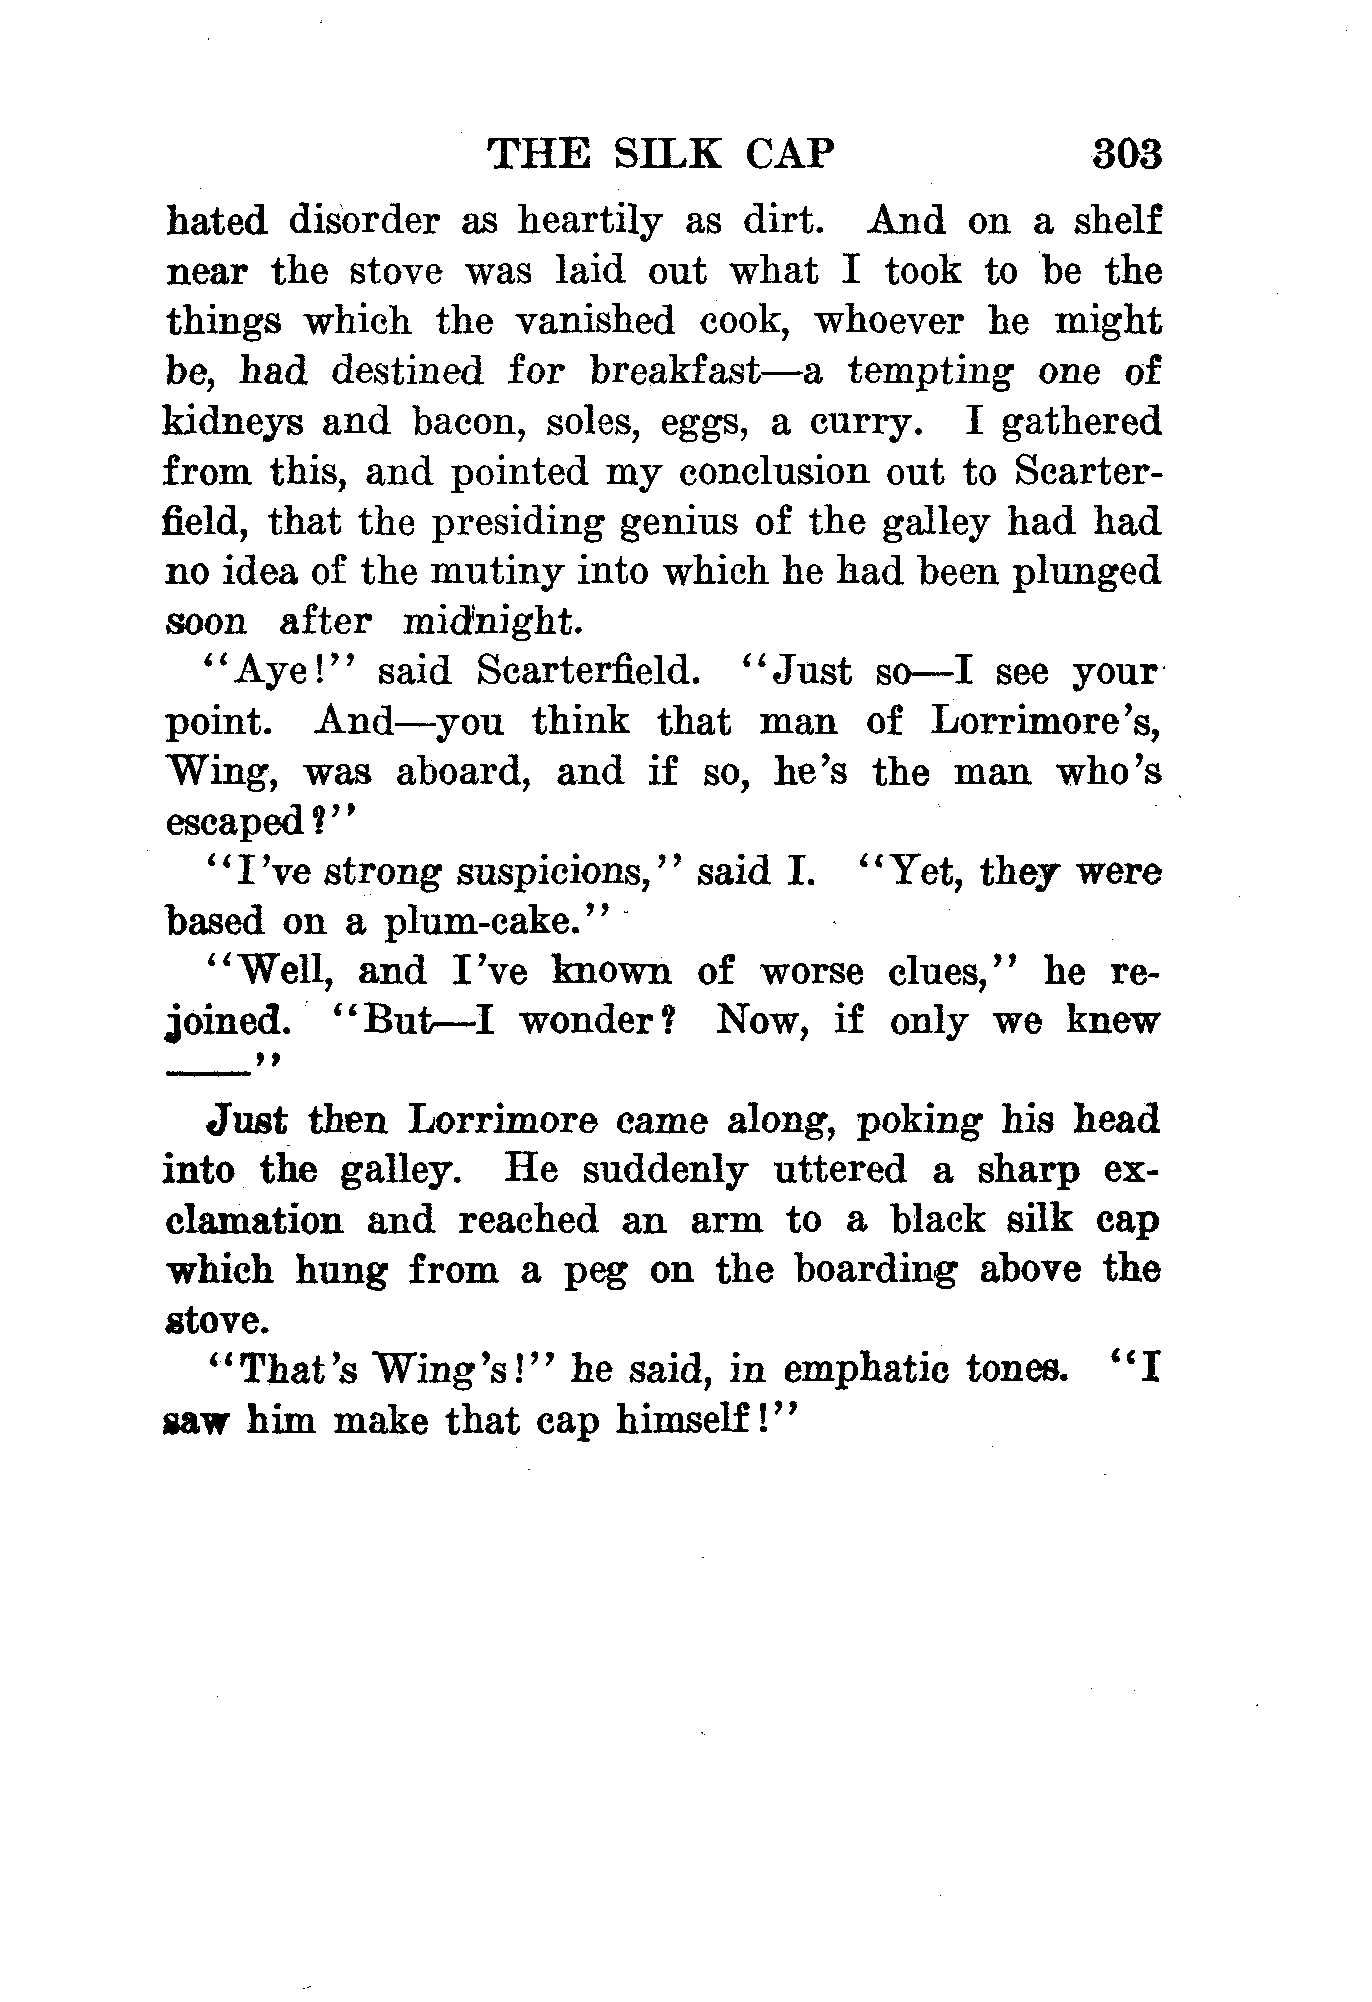 THE SILK CAP 303
hated disorder as heartily as dirt. And on a shelf
near the stove was laid out what I took to be the
things which the vanished cook, whoever he might
be, had destined for breakfast—a tempting one of
kidneys and bacon, soles, eggs, a curry. I gathered
from this, and pointed my conclusion out to Scarter-
field, that the presiding genius of the galley had had
no idea of the mutiny into which he had been plunged
soon after midnight.
"Aye!" said Scarterfield. "Just so—I see your
point. And—you think that man of Lorrimore's,
Wing, was aboard, and if so, he's the man who's
escaped?"
"I've strong suspicions," said I. "Yet, they were
based on a plum-cake."
"Well, and I've known of worse clues," he re-
joined. "But—I wonder? Now, if only we knew
——"
Just then Lorrimore came along, poking his head
into the galley. He suddenly uttered a sharp ex-
clamation and reached an arm to a black silk cap
which hung from a peg on the boarding above the
stove.
"That's Wing's!" he said, in emphatic tones. "I
saw him make that cap himself!"